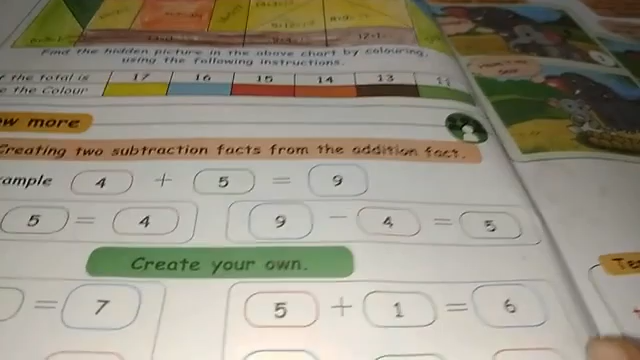 Find the hidden picture in the above chart by colouring,
using the following instructions.
the total is 17 16 15 14 13 11
the Colour
ew more
Creating two subtraction facts from the addition fact.
ample 4 + 5 = 9
5 = 4 9 - 4 = 5
Create your own.
= 7 5 + 1 = 6
Te